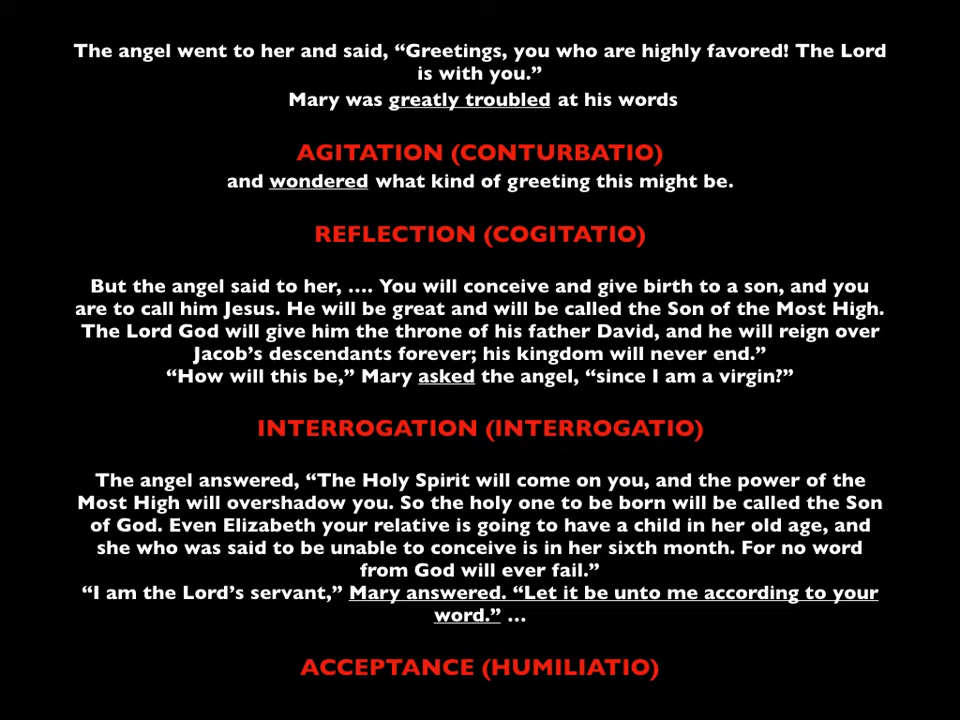 The angel went to her and said, “Greetings, you who are highly favored! The Lord
is with you.”
Mary was greatly troubled at his words
AGITATION (CONTURBATIO)
and wondered what kind of greeting this might be.
REFLECTION (COGITATIO)
But the angel said to her, …. You will conceive and give birth to a son, and you
are to call him Jesus. He will be great and will be called the Son of the Most High.
The Lord God will give him the throne of his father David, and he will reign over
Jacob’s descendants forever; his kingdom will never end.”
“How will this be,” Mary asked the angel, “since I am a virgin?”
INTERROGATION (INTERROGATIO)
The angel answered, “The Holy Spirit will come on you, and the power of the
Most High will overshadow you. So the holy one to be born will be called the Son
of God. Even Elizabeth your relative is going to have a child in her old age, and
she who was said to be unable to conceive is in her sixth month. For no word
from God will ever fail.”
“I am the Lord’s servant,” Mary answered. “Let it be unto me according to your
word.” …
ACCEPTANCE (HUMILIATIO)